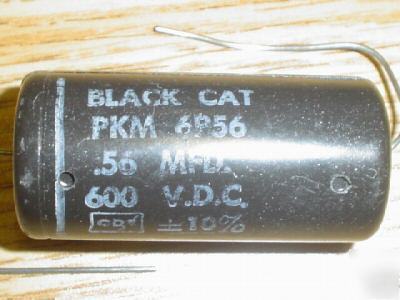 BLACK CAT
PKM 6P56
.56 MFD.
600 V.D.C.
±10%